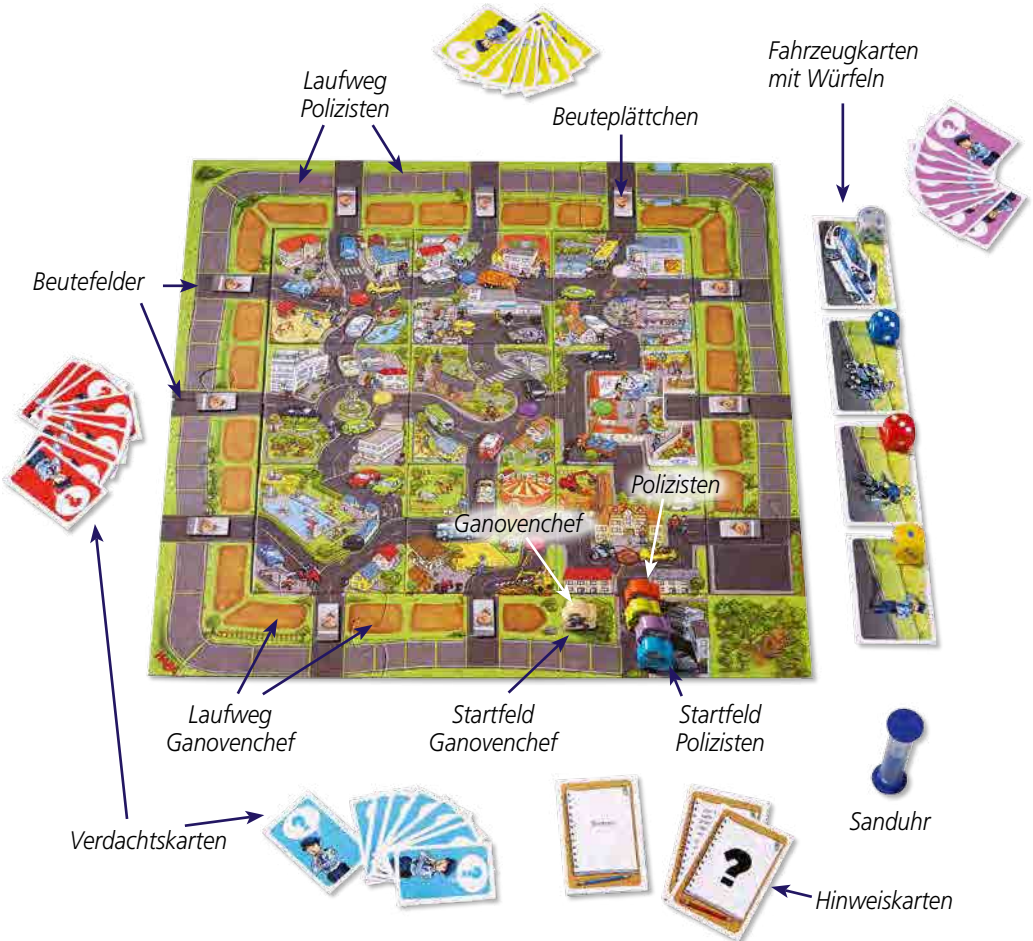 Laufweg
Polizisten
Beuteplättchen
Fahrzeugkarten
mit Würfeln
Beutefelder
Polizisten
Ganovenchef
Laufweg
Ganovenchef
Startfeld
Ganovenchef
Startfeld
Polizisten
Sanduhr
Verdachtskarten
Hinweiskarten
?